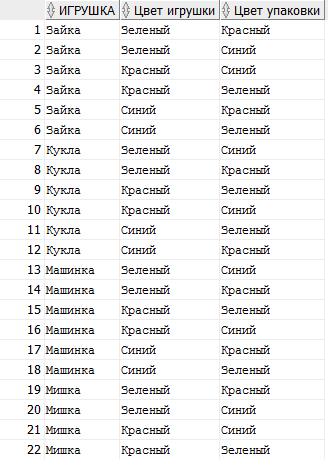 ИГРУШКА Цвет игрушки Цвет упаковки
1 Зайка Зеленый Красный
2 Зайка Зеленый Синий
3 Зайка Красный Синий
4 Зайка Красный Зеленый
5 Зайка Синий Красный
6 Зайка Синий Зеленый
7 Кукла Зеленый Синий
8 Кукла Зеленый Красный
9 Кукла Красный Зеленый
10 Кукла Красный Синий
11 Кукла Синий Зеленый
12 Кукла Синий Красный
13 Машинка Зеленый Синий
14 Машинка Зеленый Красный
15 Машинка Красный Зеленый
16 Машинка Красный Синий
17 Машинка Синий Красный
18 Машинка Синий Зеленый
19 Мишка Зеленый Красный
20 Мишка Зеленый Синий
21 Мишка Красный Синий
22 Мишка Красный Зеленый